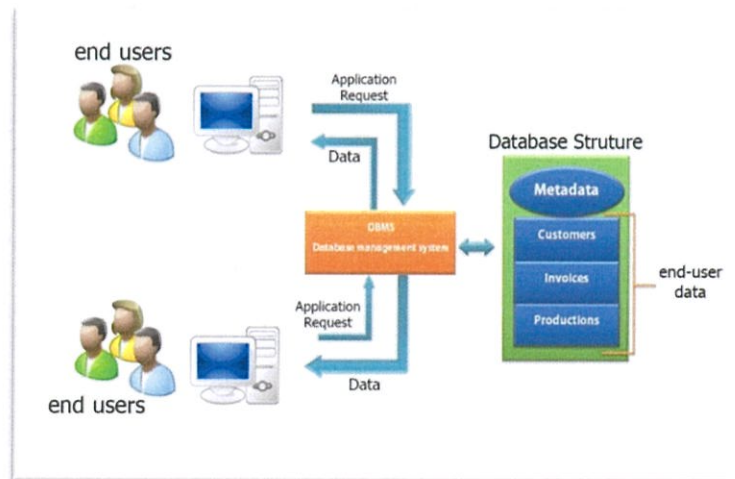 end users
Application
Request
Data
Database Struture
Metadata
DBMS
Database management system
Customers
Invoices
Productions
end-user
data
Application
Request
Data
end users